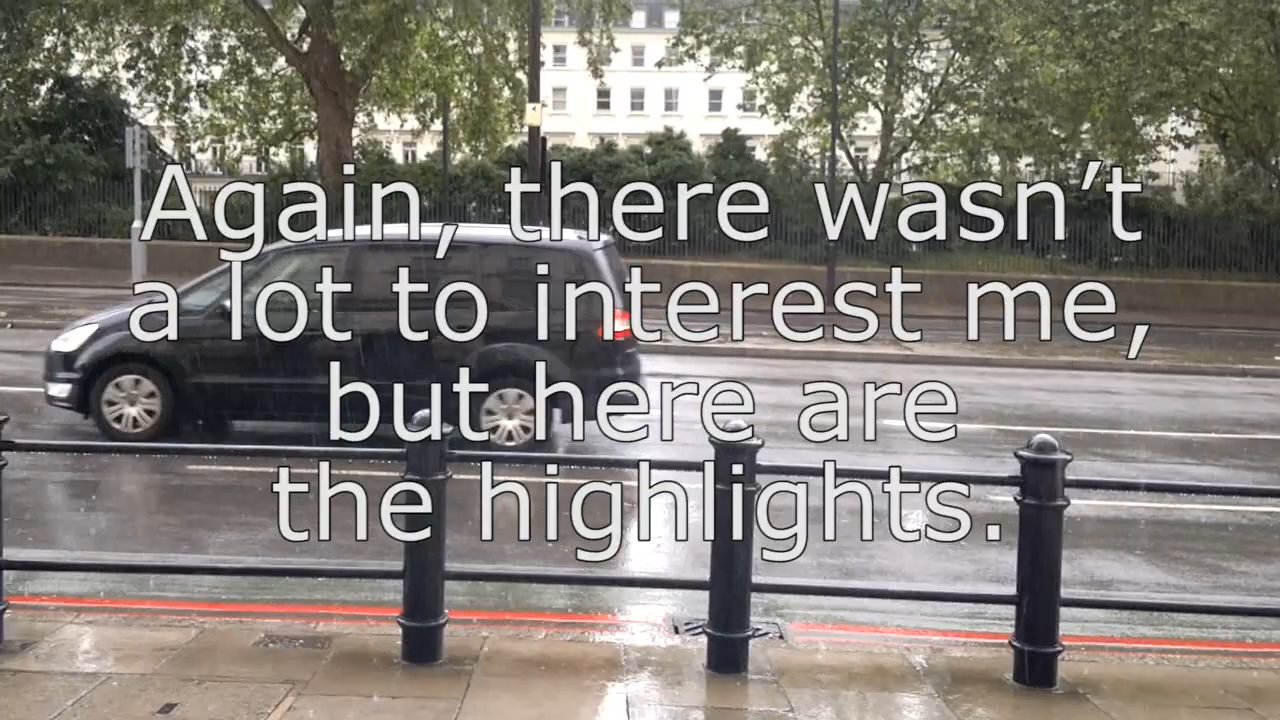 Again, there wasn’t
a lot to interest me,
but here are
the highlights.